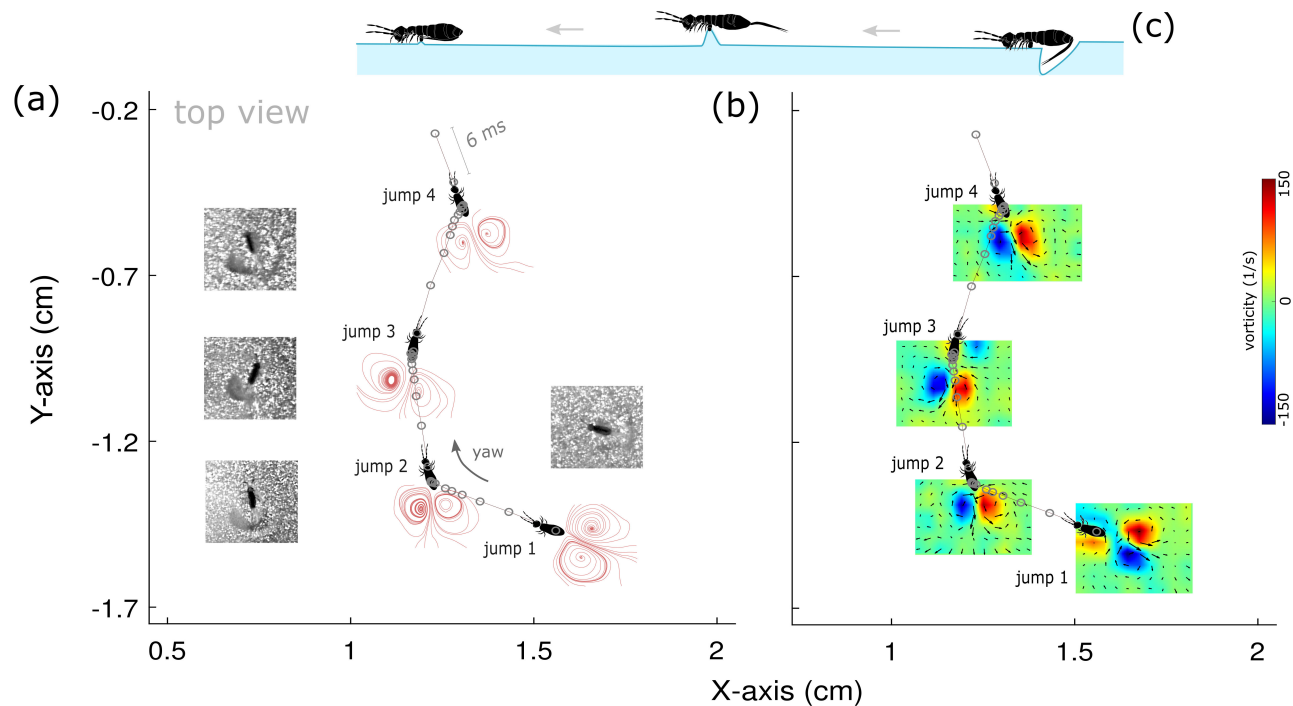 (c)
(a)
top view
-0.2
-0.7
-1.2
-1.7
Y-axis (cm)
0.5
1
1.5
2
6 ms
jump 4
jump 3
jump 2
yaw
jump 1
(b)
jump 4
jump 3
jump 2
jump 1
1
1.5
2
X-axis (cm)
150
0
-150
vorticity (1/s)